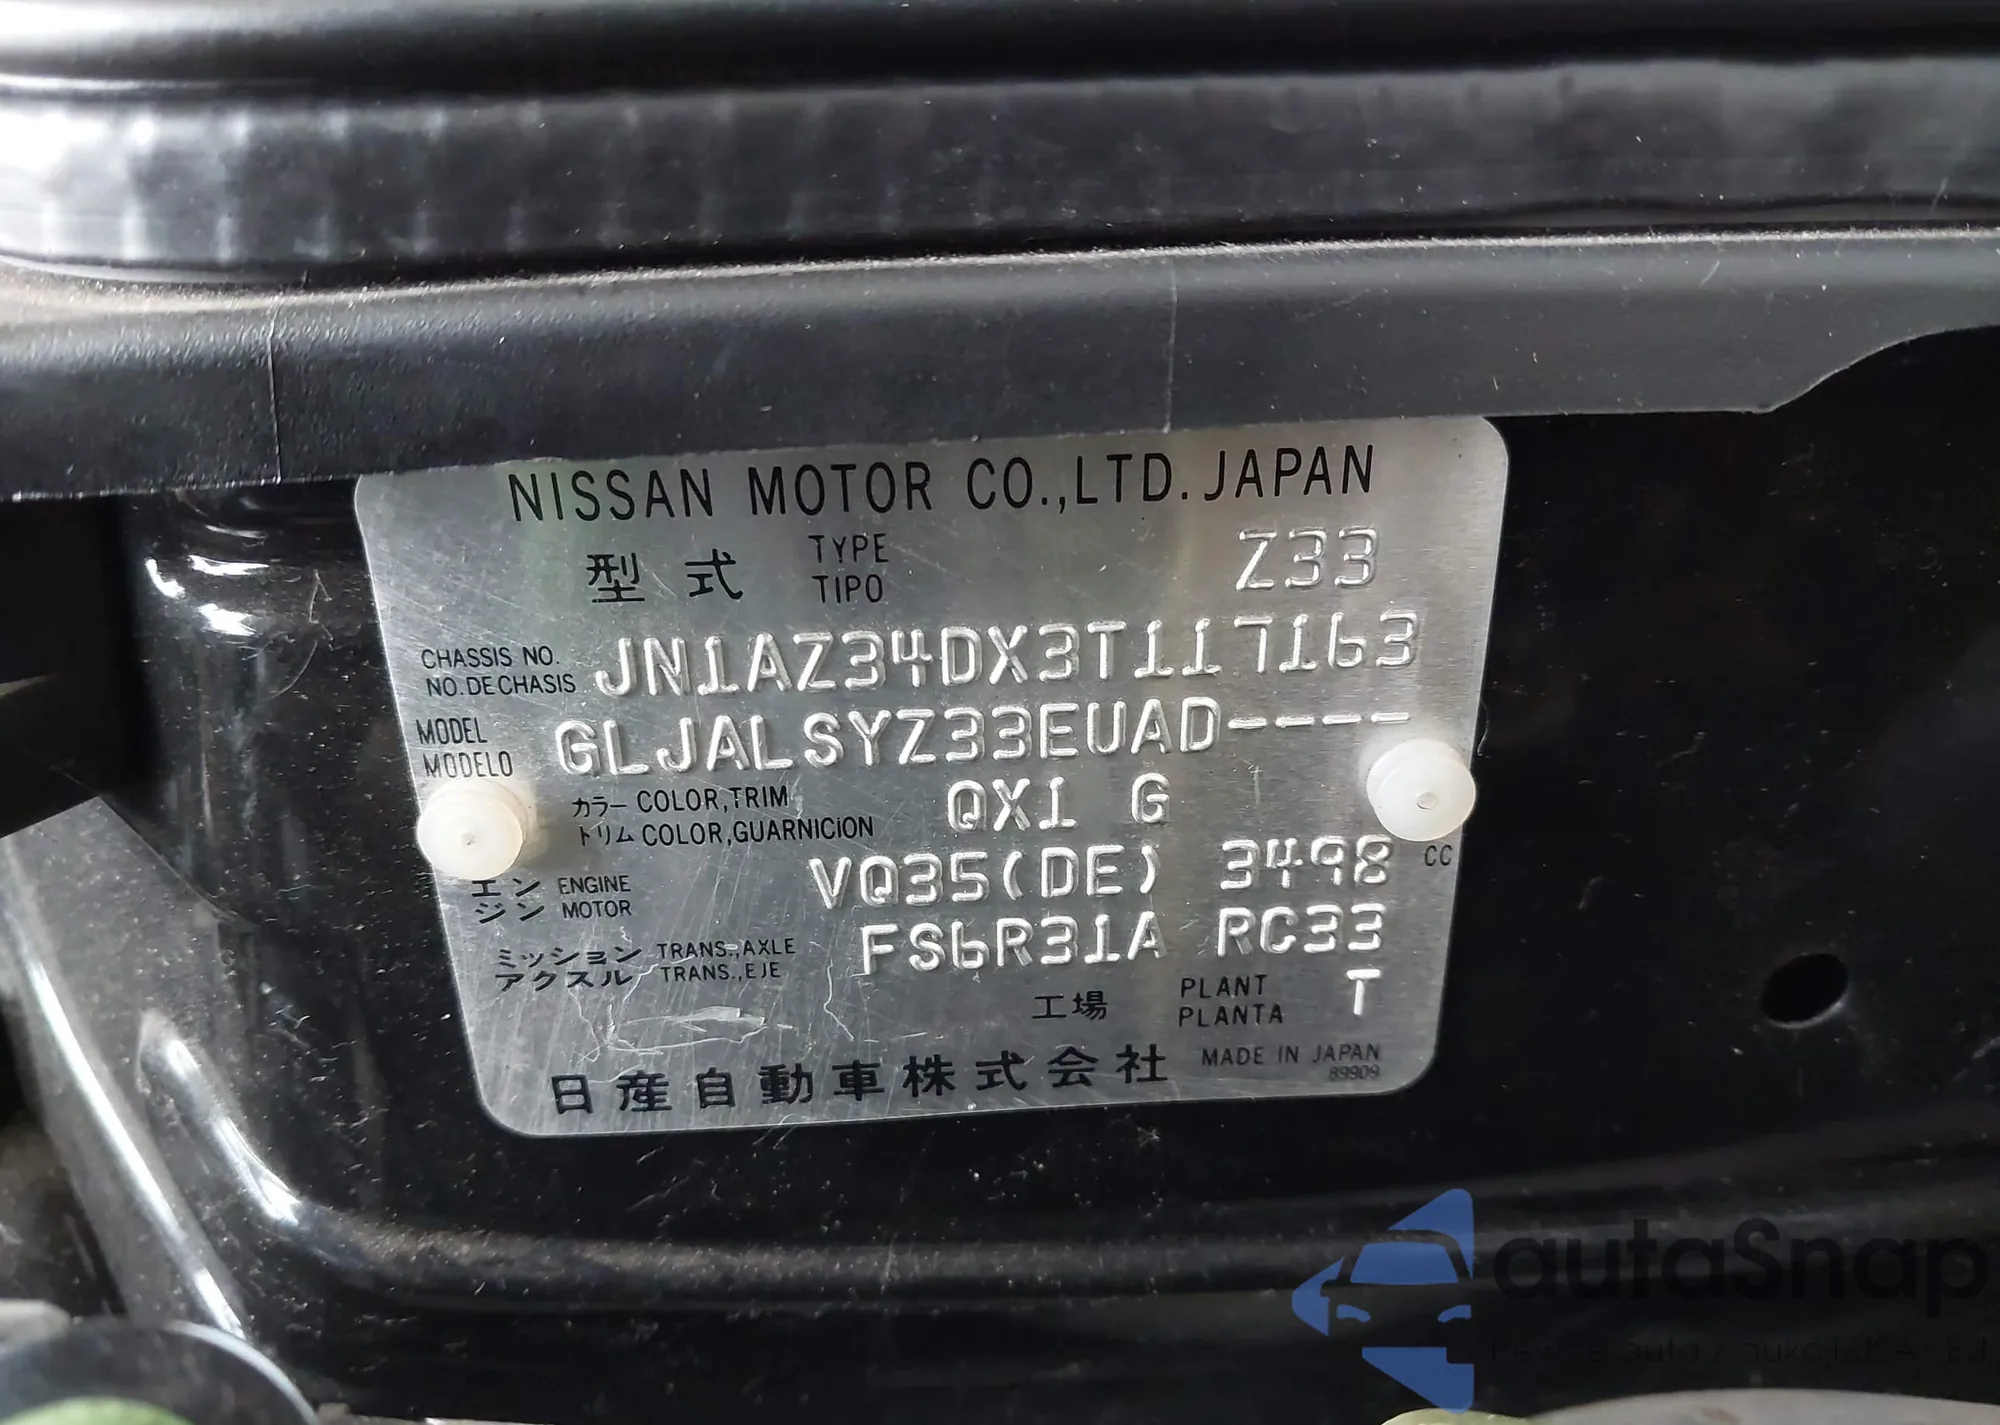 NISSAN MOTOR CO.,LTD. JAPAN
型式 TYPE TIPO Z33
CHASSIS NO. NO. DE CHASIS JN1AZ34DX3T117163
MODEL MODELO GLJALSYZ33EUAD----
カラー COLOR,TRIM
トリム COLOR,GUARNICION QX1 G
エンジン ENGINE MOTOR VQ35(DE) 3498 CC
ミッション TRANS.,AXLE
アクスル TRANS.,EJE FS6R31A RC33
工場 PLANT PLANTA T
日産自動車株式会社 MADE IN JAPAN
89909
autaSnap